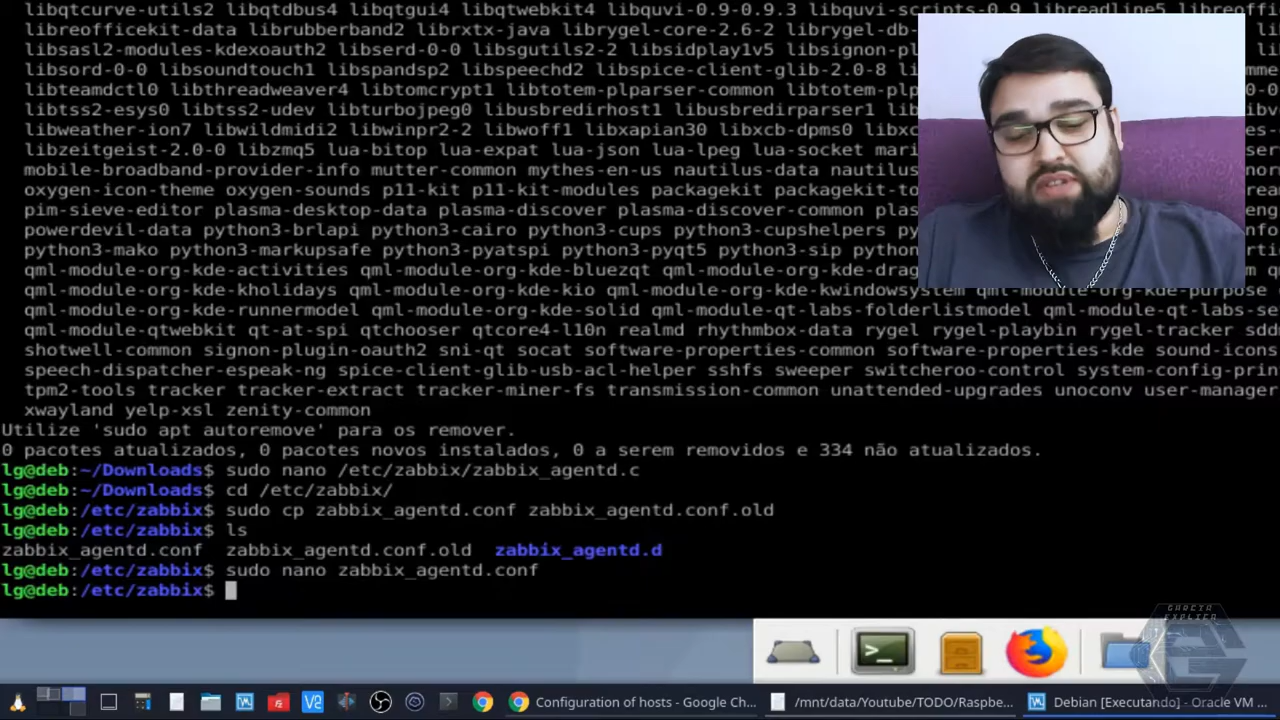 libqtcurve-utils2 libqtdbus4 libqtgui4 libqtwebkit4 libquvi-0.9-0.9.3 libquvi-scripts-0.9 libreadline5 libreoffi
libreofficekit-data librubberband2 librxtx-java librygel-core-2.6-2 librygel-db-
libsasl2-modules-kdexoauth2 libserd-0-0 libsgutils2-2 libsidplay1v5 libsignon-pl
libsord-0-0 libsoundtouch1 libspandsp2 libspeechd2 libspice-client-glib-2.0-8
libteamdctl0 libthreadweaver4 libtomcrypt1 libtotem-plparser-common libtotem-plp
libtss2-esys0 libtss2-udev libturbojpeg0 libusbredirhost1 libusbredirparser1
libweather-ion7 libwildmidi2 libwinpr2-2 libwoff1 libxapian30 libxcb-dpms0 libxc
libzeitgeist-2.0-0 libzmq5 lua-bitop lua-expat lua-json lua-lpeg lua-socket mari
mobile-broadband-provider-info mutter-common mythes-en-us nautilus-data nautilus
oxygen-icon-theme oxygen-sounds p11-kit p11-kit-modules packagekit packagekit-to
pim-sieve-editor plasma-desktop-data plasma-discover plasma-discover-common plas
powerdevil-data python3-brlapi python3-cairo python3-cups python3-cupshelpers py
python3-mako python3-markupsafe python3-pyatspi python3-pyqt5 python3-sip
qml-module-org-kde-activities qml-module-org-kde-bluezqt qml-module-org-kde-drag
qml-module-org-kde-kholidays qml-module-org-kde-kio qml-module-org-kde-kwindowsystem qml-module-org-kde-purpose
qml-module-org-kde-runnermodel qml-module-org-kde-solid qml-module-qt-labs-folderlistmodel qml-module-qt-labs-se
qml-module-qtwebkit qt-at-spi qtchooser qtcore4-l10n realmd rhythmbox-data rygel rygel-playbin rygel-tracker sdd
shotwell-common signon-plugin-oauth2 sni-qt socat software-properties-common software-properties-kde sound-icons
speech-dispatcher-espeak-ng spice-client-glib-usb-acl-helper sshfs sweeper switcheroo-control system-config-prin
tpm2-tools tracker tracker-extract tracker-miner-fs transmission-common unattended-upgrades unoconv user-manager
xwayland yelp-xsl zenity-common
Utilize 'sudo apt autoremove' para os remover.
0 pacotes atualizados, 0 pacotes novos instalados, 0 a serem removidos e 334 não atualizados.
lg@deb:~/Downloads$ sudo nano /etc/zabbix/zabbix_agentd.c
lg@deb:~/Downloads$ cd /etc/zabbix/
lg@deb:/etc/zabbix$ sudo cp zabbix_agentd.conf zabbix_agentd.conf.old
lg@deb:/etc/zabbix$ ls
zabbix_agentd.conf zabbix_agentd.conf.old zabbix_agentd.d
lg@deb:/etc/zabbix$ sudo nano zabbix_agentd.conf
lg@deb:/etc/zabbix$
GARCIA
EXPLICA
Configuration of hosts - Google Ch...
/mnt/data/Youtube/TODO/Raspbe...
Debian [Executando] - Oracle VM ...